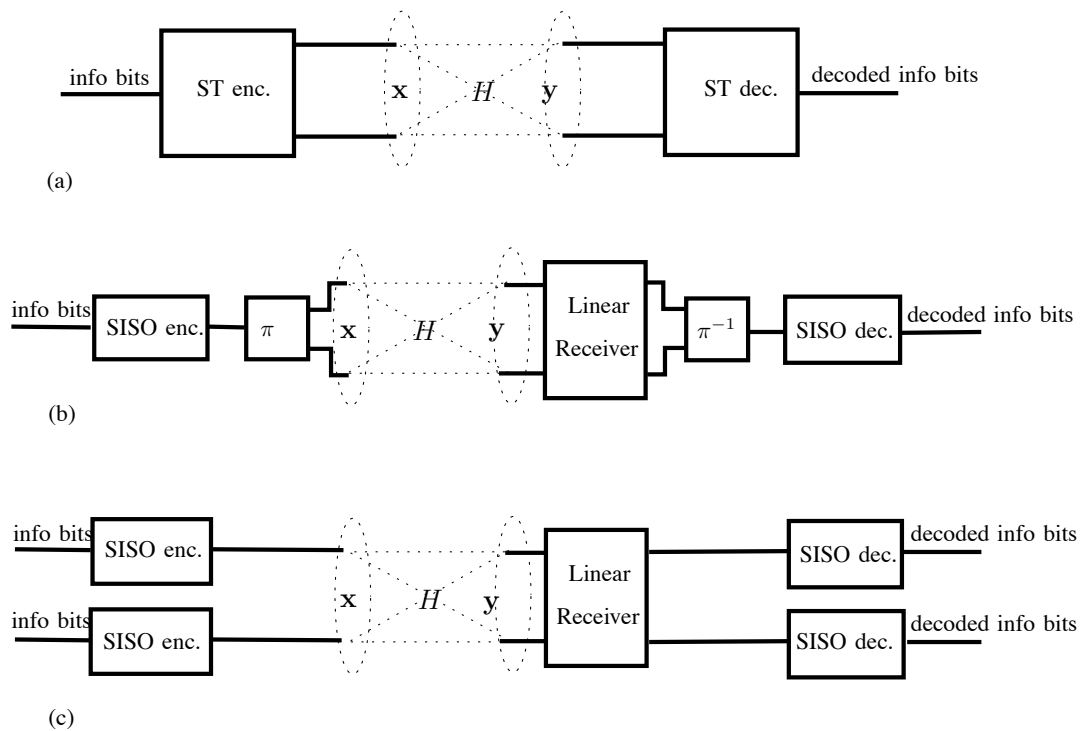 info bits ST enc. x H y ST dec. decoded info bits
(a)
info bits SISO enc. π x H y Linear Receiver π⁻¹ SISO dec. decoded info bits
(b)
info bits SISO enc. SISO dec. decoded info bits
x H y Linear Receiver
info bits SISO enc. SISO dec. decoded info bits
(c)